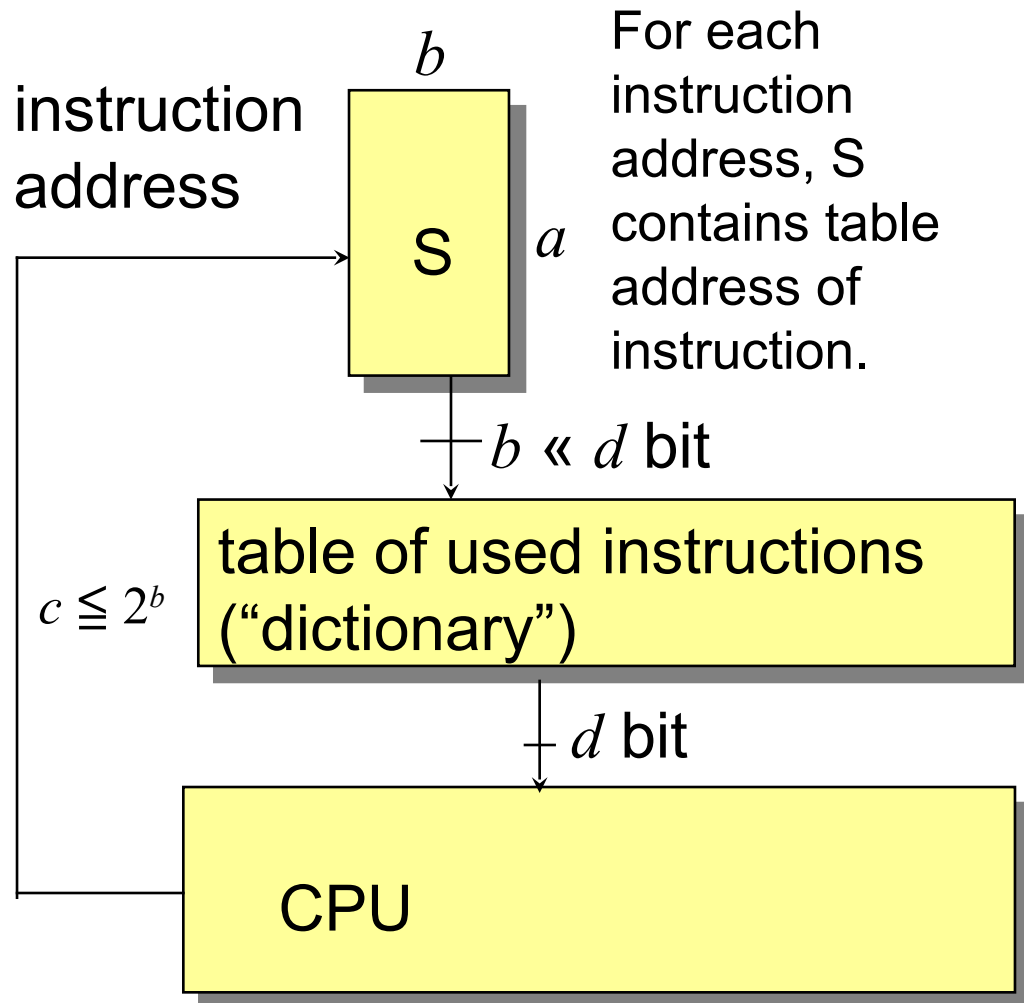 b
For each
instruction
address, S
contains table
address of
instruction.
instruction
address
S
a
b « d bit
table of used instructions
(“dictionary”)
c ≦ 2ᵇ
d bit
CPU